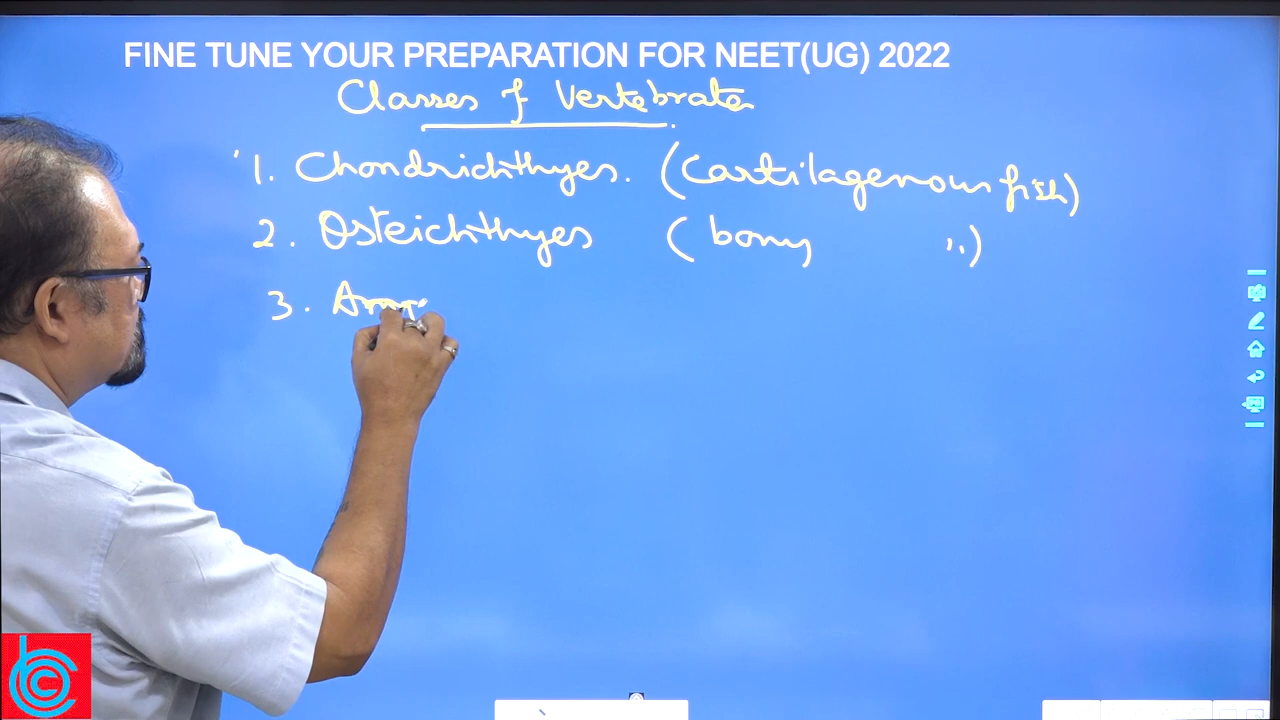 FINE TUNE YOUR PREPARATION FOR NEET(UG) 2022
Classes of Vertebrates
1. Chondrichthyes. (Cartilagenous fish)
2. Osteichthyes (bony ")
3. Amp